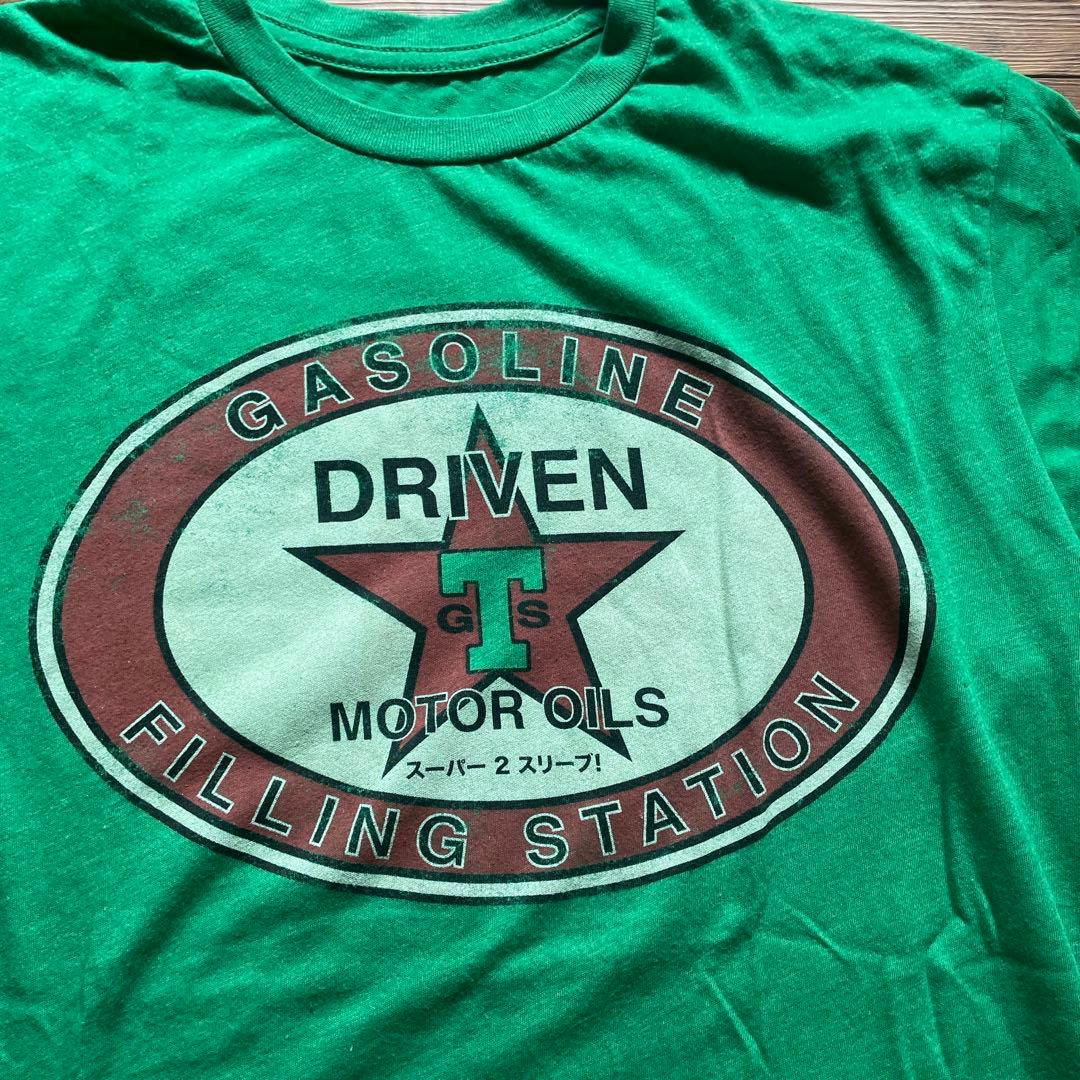 GASOLINE
DRIVEN
G T S
MOTOR OILS
スーパー 2 スリーブ!
FILLING STATION